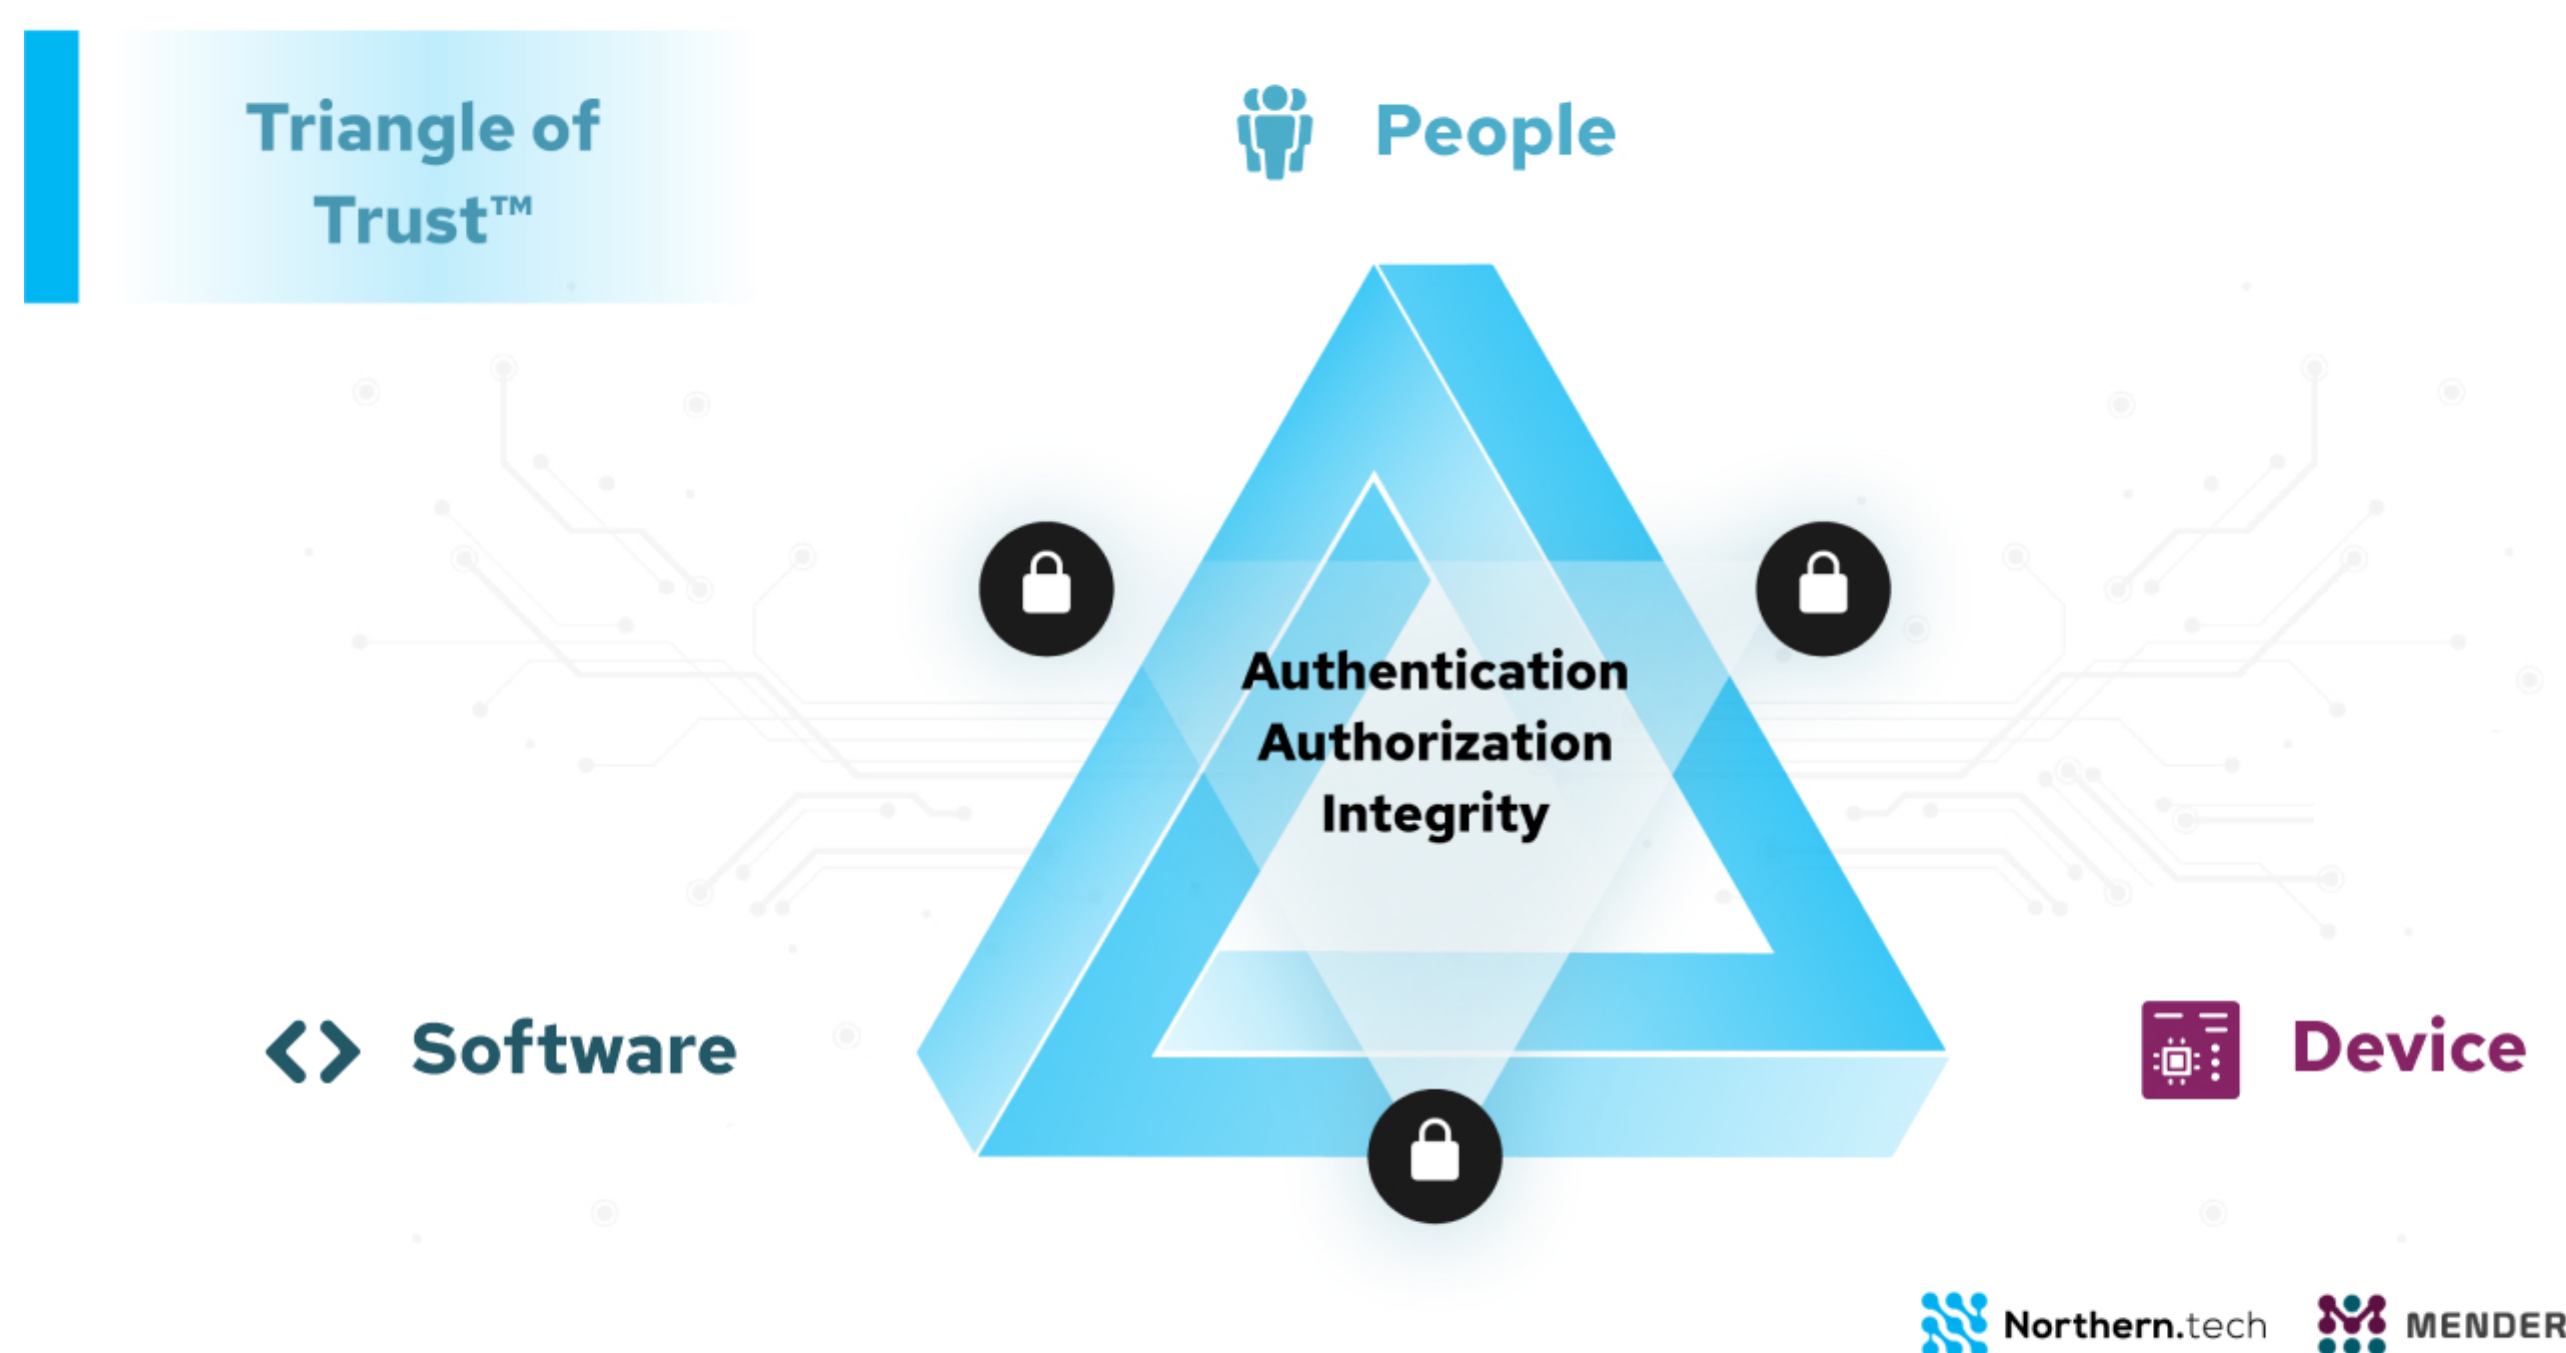 Triangle of
Trust™
People
Authentication
Authorization
Integrity
Software
Device
Northern.tech
MENDER